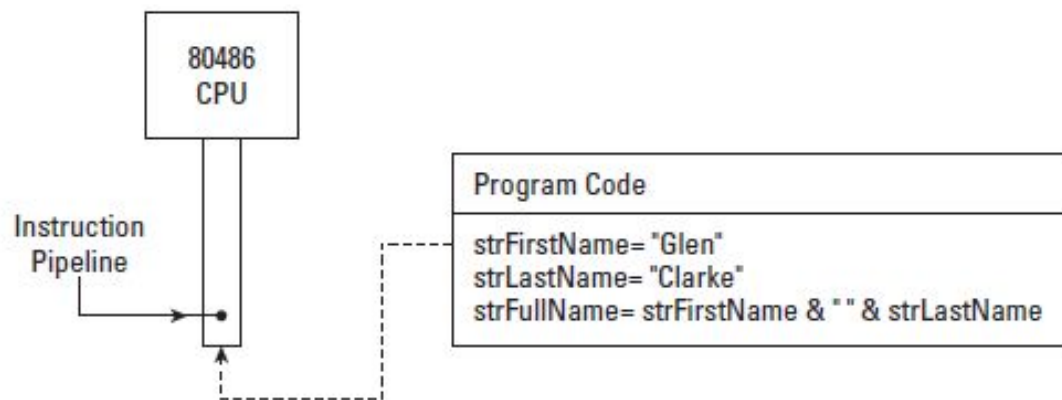 80486
CPU
Instruction
Pipeline
Program Code
strFirstName= "Glen"
strLastName= "Clarke"
strFullName= strFirstName & " " & strLastName